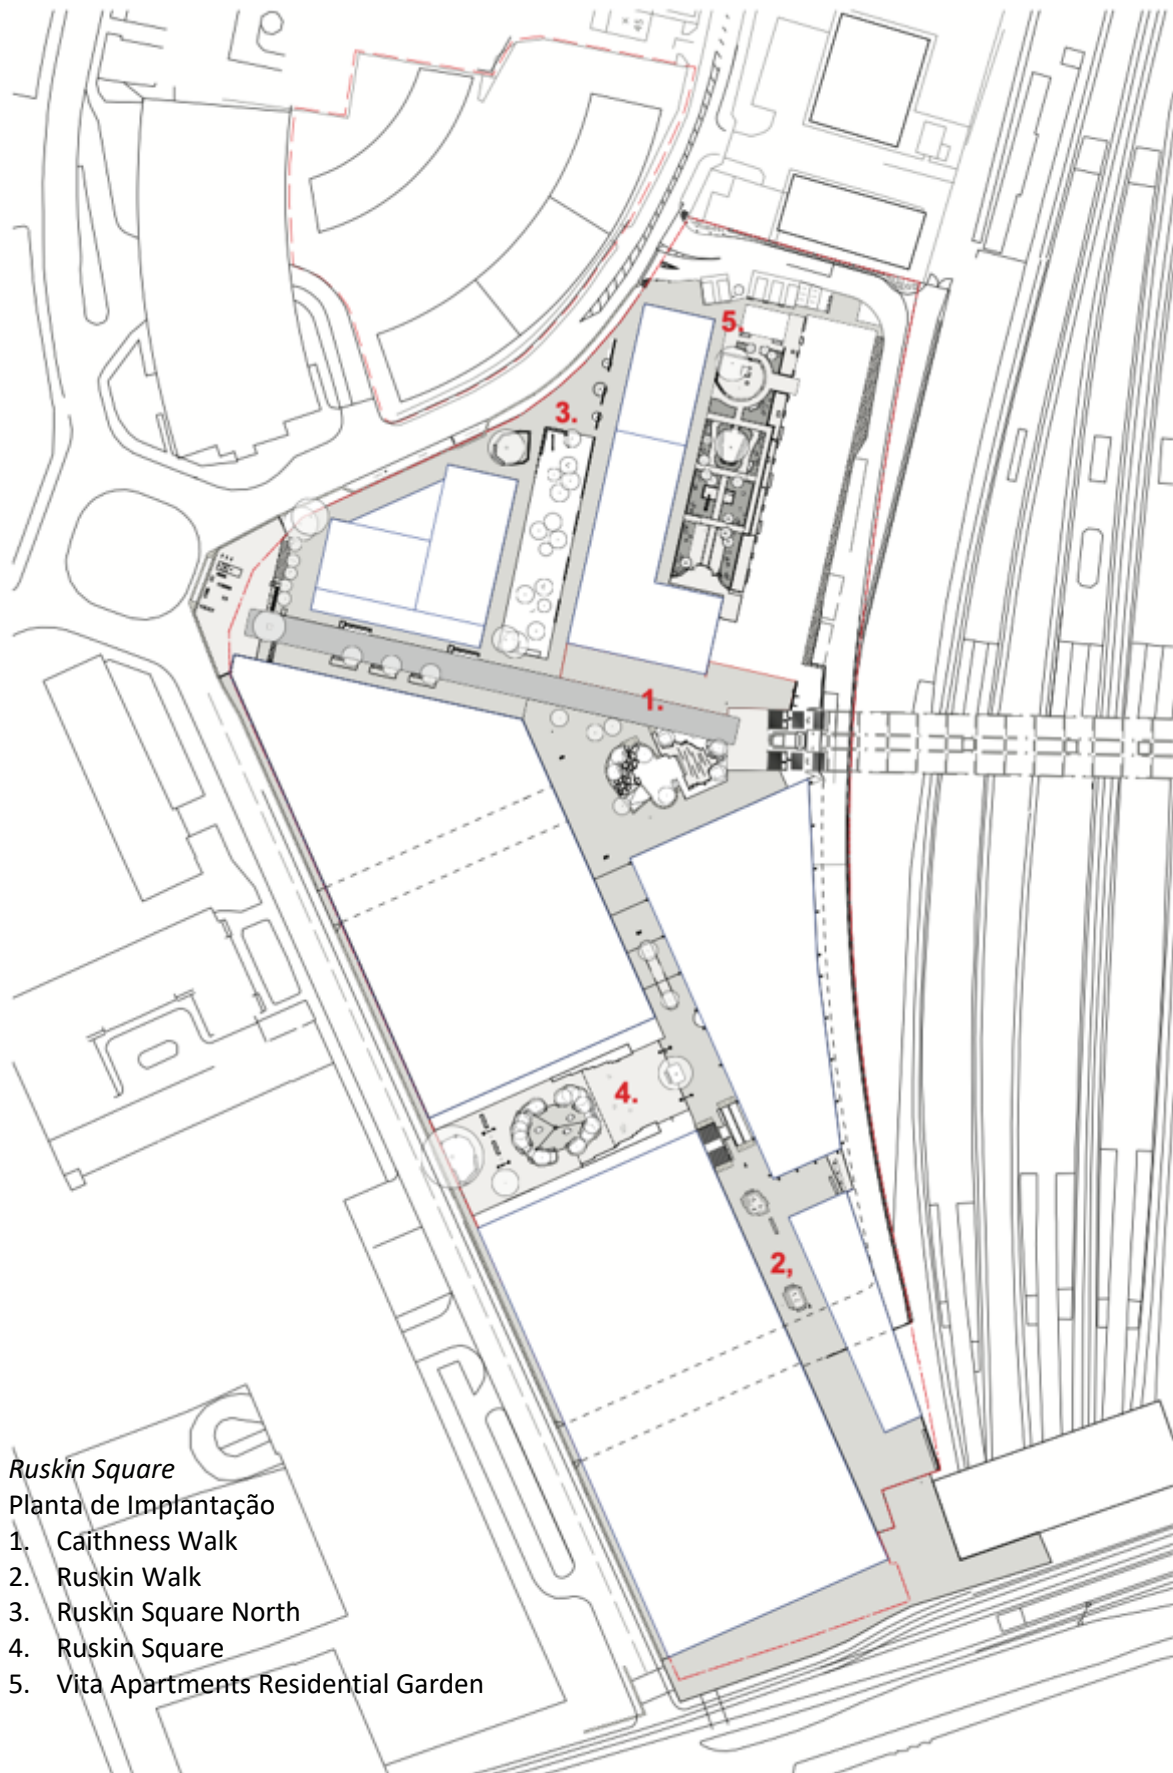 45
5.
3.
1.
4.
2,
Ruskin Square
Planta de Implantação
1. Caithness Walk
2. Ruskin Walk
3. Ruskin Square North
4. Ruskin Square
5. Vita Apartments Residential Garden